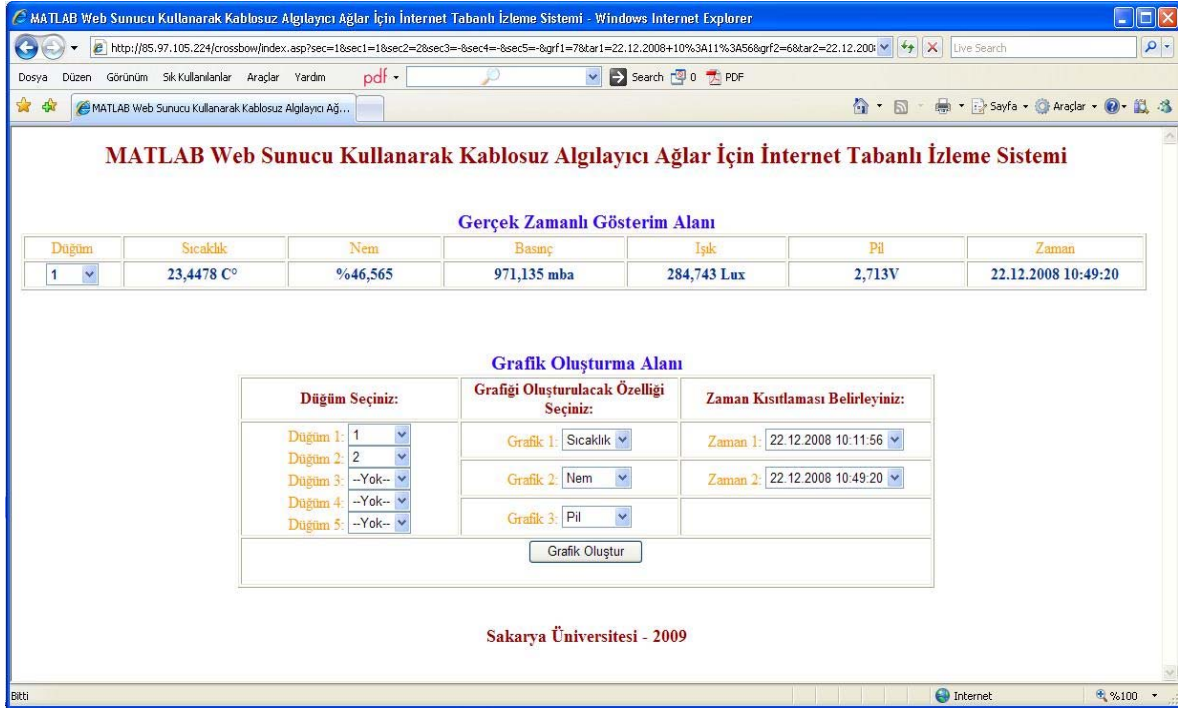 MATLAB Web Sunucu Kullanarak Kablosuz Algılayıcı Ağlar İçin İnternet Tabanlı İzleme Sistemi - Windows Internet Explorer
http://85.97.105.224/crossbow/index.asp?sec=1&sec1=1&sec2=2&sec3=-&sec4=-&sec5=-&grf1=7&tar1=22.12.2008+10%3A11%3A56&grf2=6&tar2=22.12.200 Live Search
Dosya Düzen Görünüm Sık Kullanılanlar Araçlar Yardım pdf Search 0 PDF
MATLAB Web Sunucu Kullanarak Kablosuz Algılayıcı Ağ... Sayfa Araçlar
MATLAB Web Sunucu Kullanarak Kablosuz Algılayıcı Ağlar İçin İnternet Tabanlı İzleme Sistemi
Gerçek Zamanlı Gösterim Alanı
Düğüm Sıcaklık Nem Basınç Işık Pil Zaman
1 23,4478 C° %46,565 971,135 mba 284,743 Lux 2,713V 22.12.2008 10:49:20
Grafik Oluşturma Alanı
Düğüm Seçiniz: Grafiği Oluşturulacak Özelliği Seçiniz: Zaman Kısıtlaması Belirleyiniz:
Düğüm 1: 1
Düğüm 2: 2
Düğüm 3: --Yok--
Düğüm 4: --Yok--
Düğüm 5: --Yok--
Grafik 1: Sıcaklık
Grafik 2: Nem
Grafik 3: Pil
Zaman 1: 22.12.2008 10:11:56
Zaman 2: 22.12.2008 10:49:20
Grafik Oluştur
Sakarya Üniversitesi - 2009
Bitti Internet %100